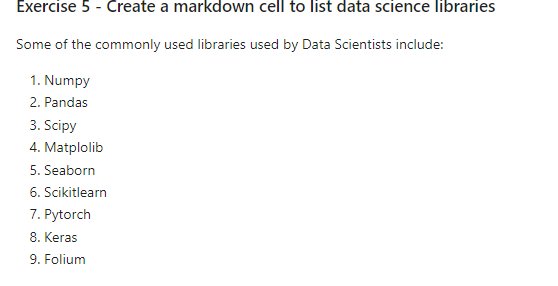 Exercise 5 - Create a markdown cell to list data science libraries
Some of the commonly used libraries used by Data Scientists include:
1. Numpy
2. Pandas
3. Scipy
4. Matplolib
5. Seaborn
6. Scikitlearn
7. Pytorch
8. Keras
9. Folium